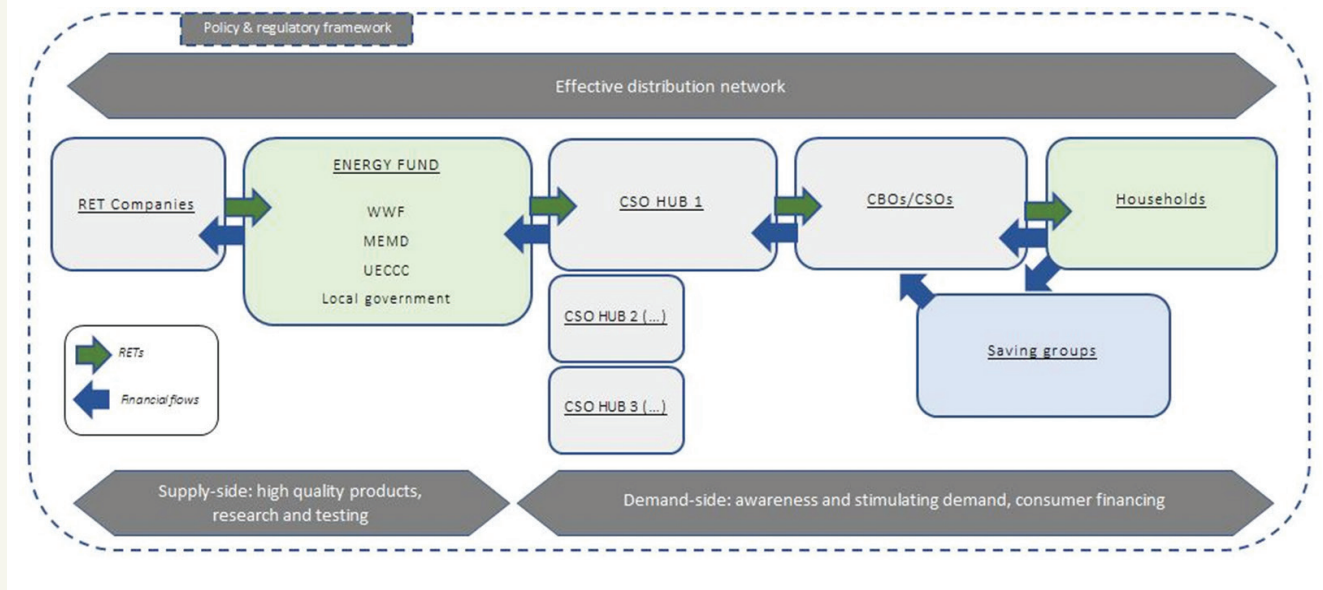 Policy & regulatory framework
Effective distribution network
RET Companies
ENERGY FUND
WWF
MEMD
UECCC
Local government
CSO HUB 1
CBOs/CSOs
Households
CSO HUB 2 (...)
CSO HUB 3 (...)
Saving groups
RETs
Financial flows
Supply-side: high quality products,
research and testing
Demand-side: awareness and stimulating demand, consumer financing